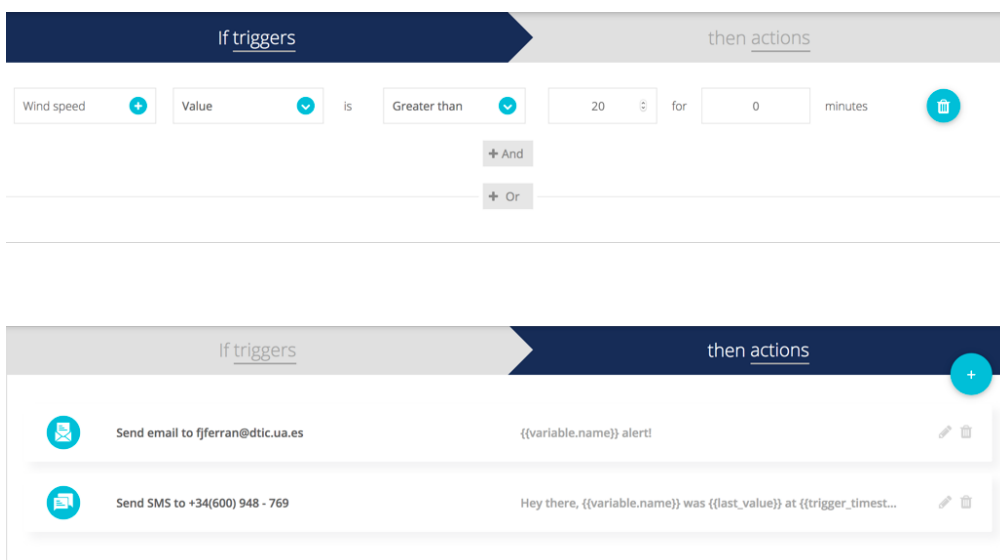 If triggers then actions
Wind speed Value is Greater than 20 for 0 minutes
+ And
+ Or
If triggers then actions
+
Send email to fjferran@dtic.ua.es {{variable.name}} alert!
Send SMS to +34(600) 948 - 769 Hey there, {{variable.name}} was {{last_value}} at {{trigger_timest...